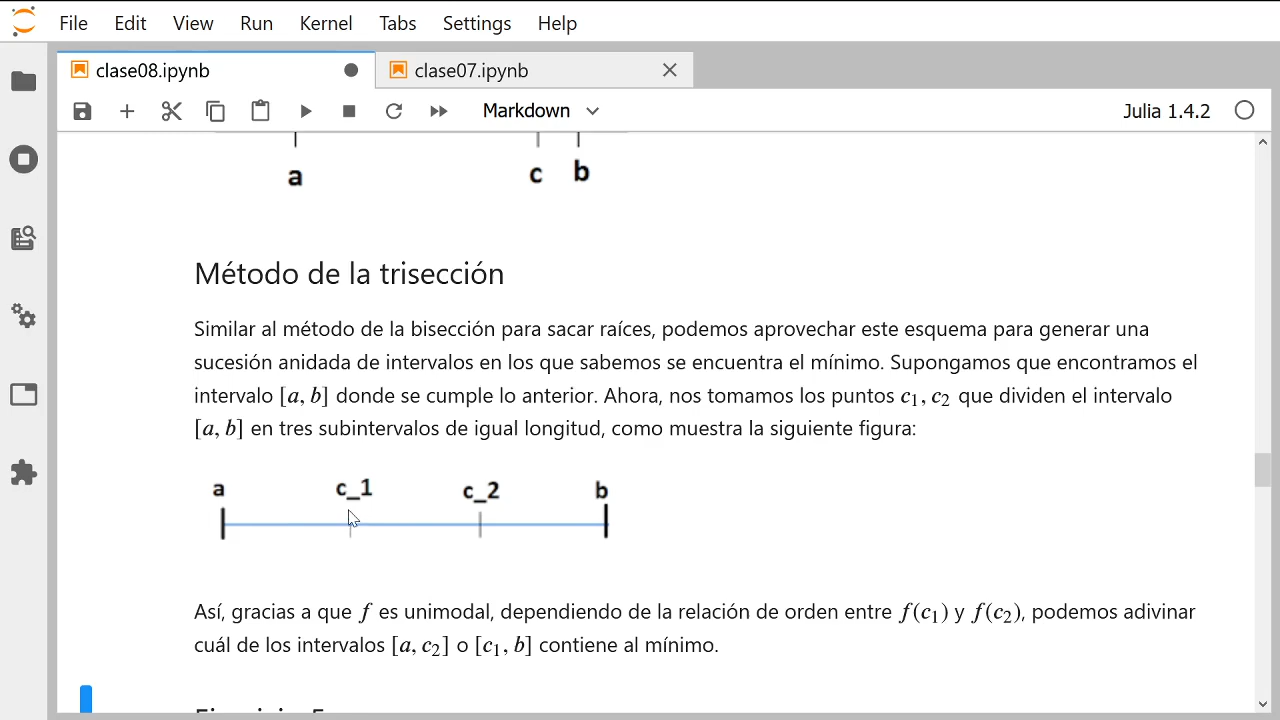 File Edit View Run Kernel Tabs Settings Help
clase08.ipynb clase07.ipynb
Markdown Julia 1.4.2
a c b
Método de la trisección
Similar al método de la bisección para sacar raíces, podemos aprovechar este esquema para generar una
sucesión anidada de intervalos en los que sabemos se encuentra el mínimo. Supongamos que encontramos el
intervalo [a, b] donde se cumple lo anterior. Ahora, nos tomamos los puntos c₁, c₂ que dividen el intervalo
[a, b] en tres subintervalos de igual longitud, como muestra la siguiente figura:
a c_1 c_2 b
Así, gracias a que f es unimodal, dependiendo de la relación de orden entre f(c₁) y f(c₂), podemos adivinar
cuál de los intervalos [a, c₂] o [c₁, b] contiene al mínimo.